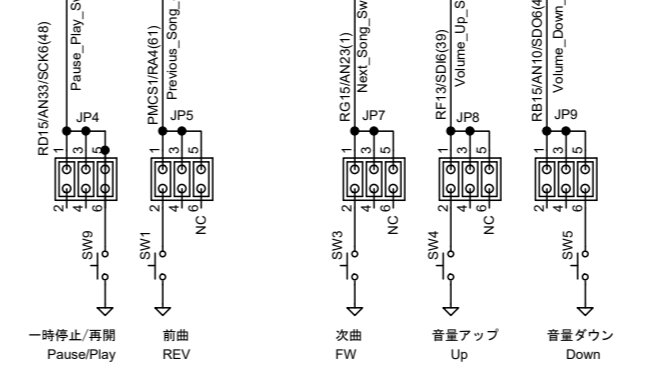 RD15/AN33/SCK6(48)
Pause_Play_S
PMCS1/RA4(61)
Previous_Song_
RG15/AN23(1)
Next_Song_Sw
RF13/SDI6(39)
Volume_Up_S
RB15/AN10/SDO6(4
Volume_Down_
JP4
JP5
JP7
JP8
JP9
1 3 5
1 3 5
1 3 5
1 3 5
1 3 5
2 4 6
2 4 6
2 4 6
2 4 6
2 4 6
NC
NC
NC
SW9
SW1
SW3
SW4
SW5
一時停止/再開
Pause/Play
前曲
REV
次曲
FW
音量アップ
Up
音量ダウン
Down